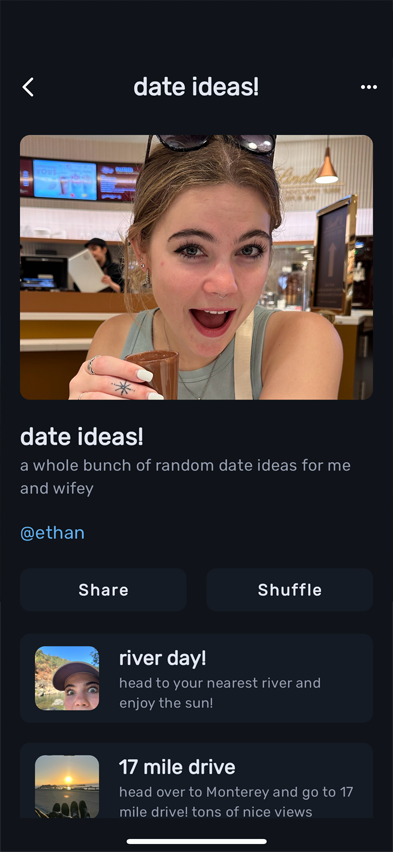 date ideas!
date ideas!
a whole bunch of random date ideas for me
and wifey
@ethan
Share
Shuffle
river day!
head to your nearest river and
enjoy the sun!
17 mile drive
head over to Monterey and go to 17
mile drive! tons of nice views